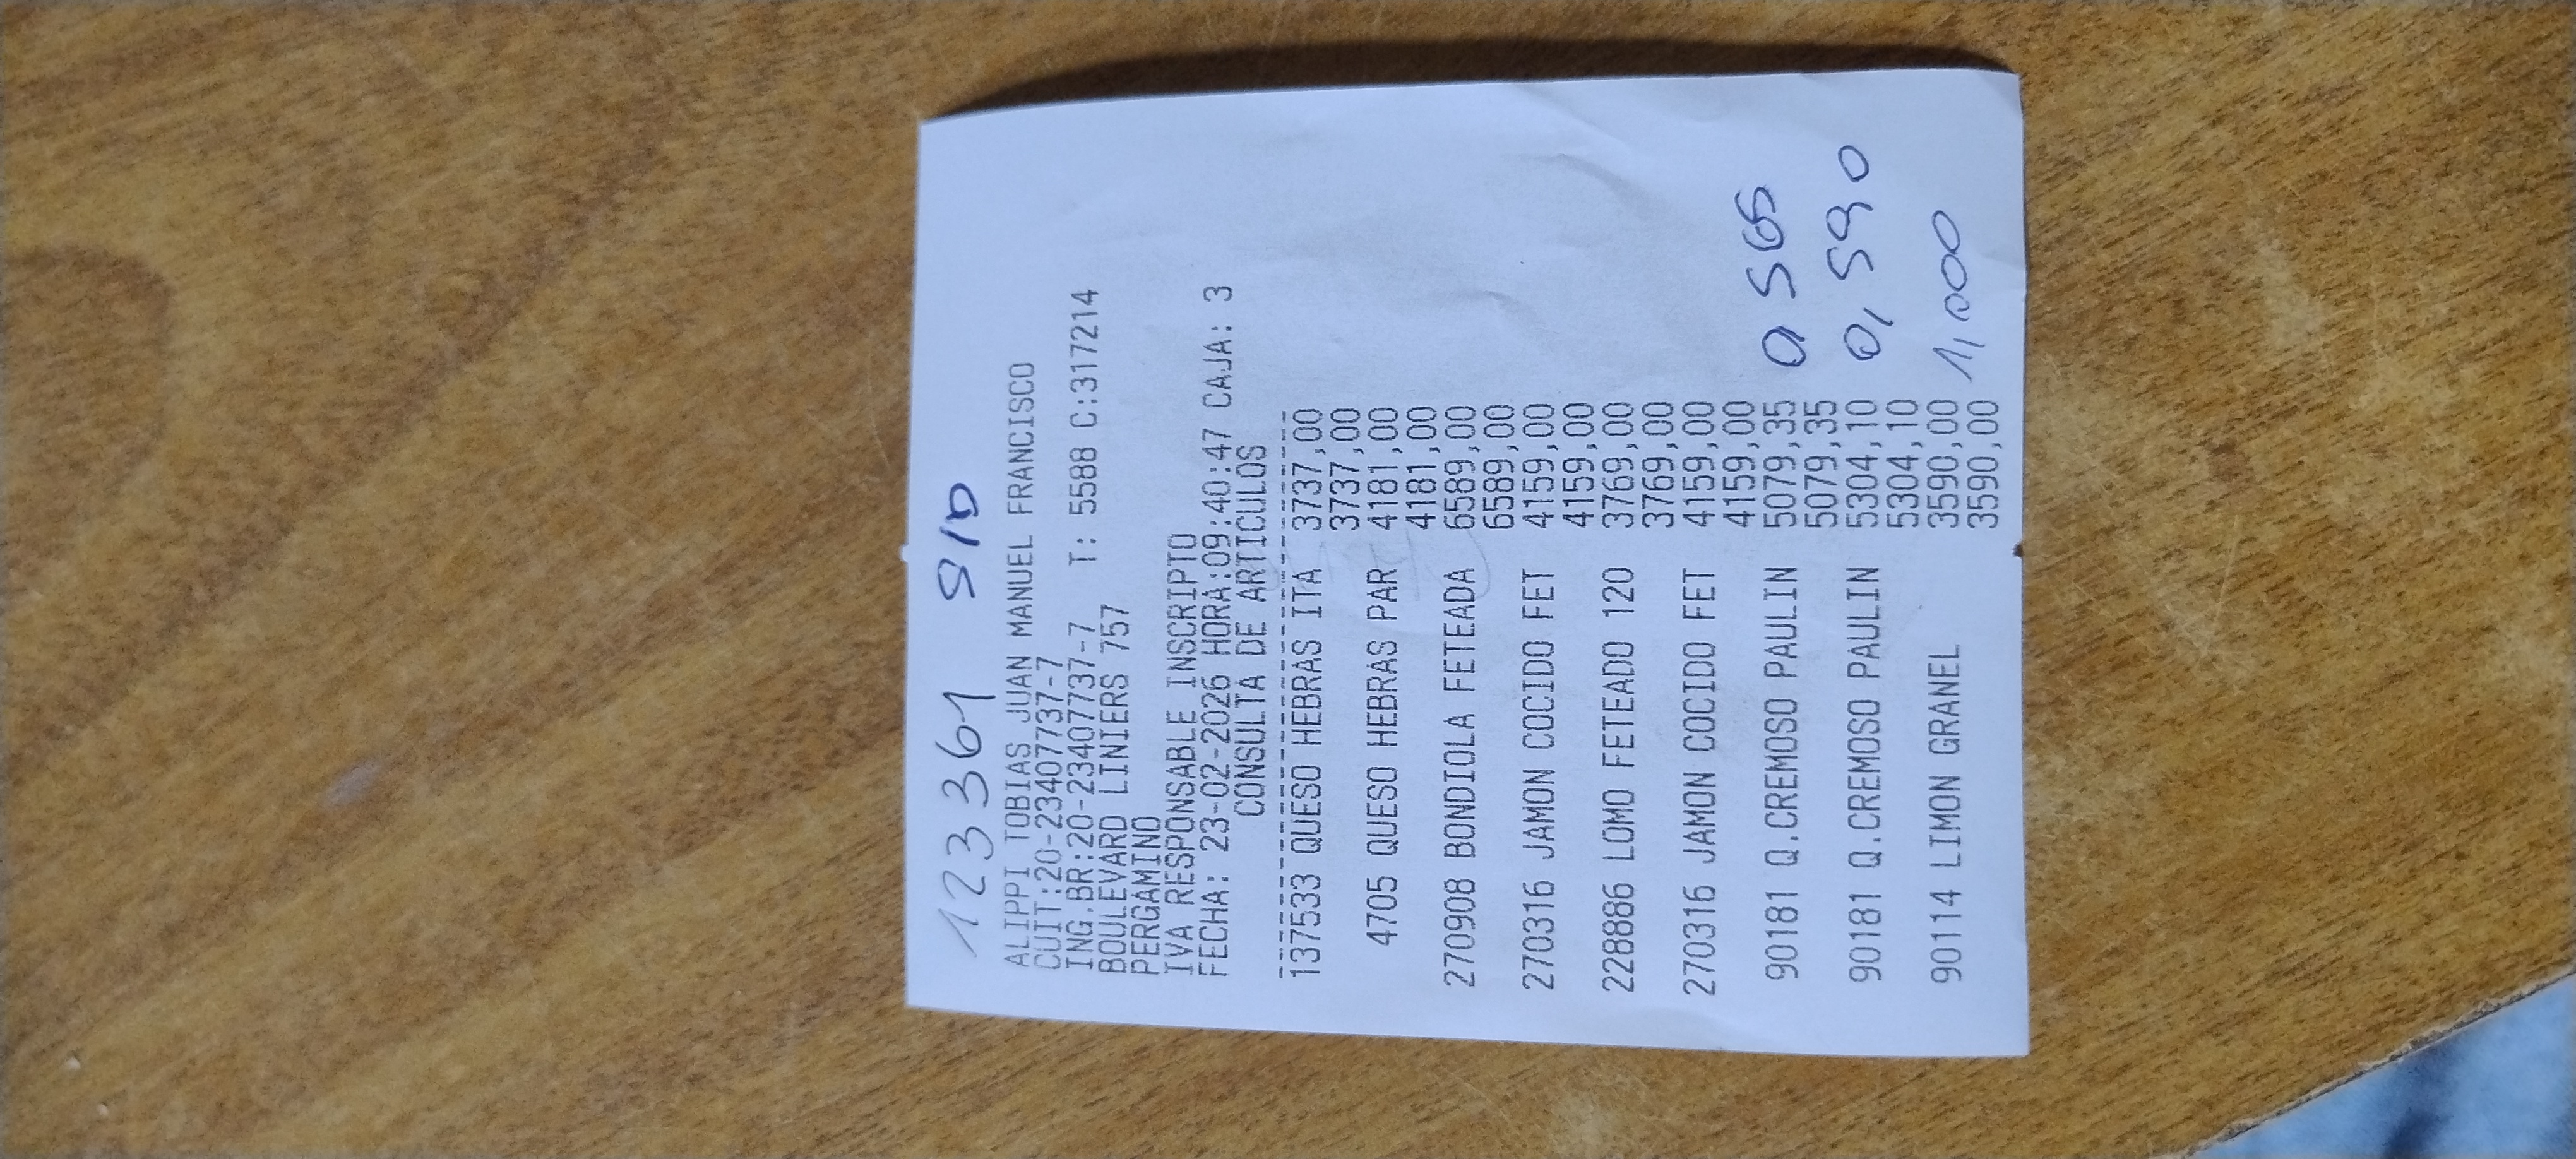 123361 S/D
ALIPPI TOBIAS JUAN MANUEL FRANCISCO
CUIT:20-23407737-7
ING.BR:20-23407737-7 T: 5588 C:317214
BOULEVARD LINIERS 757
PERGAMINO
IVA RESPONSABLE INSCRIPTO
FECHA: 23-02-2026 HORA:09:40:47 CAJA: 3
CONSULTA DE ARTICULOS
137533 QUESO HEBRAS ITA 3737,00
3737,00
4705 QUESO HEBRAS PAR 4181,00
4181,00
270908 BONDIOLA FETEADA 6589,00
6589,00
270316 JAMON COCIDO FET 4159,00
4159,00
228886 LOMO FETEADO 120 3769,00
3769,00
270316 JAMON COCIDO FET 4159,00
4159,00
90181 Q.CREMOSO PAULIN 5079,35 0 565
5079,35
90181 Q.CREMOSO PAULIN 5304,10 0,590
5304,10
90114 LIMON GRANEL 3590,00 1,000
3590,00